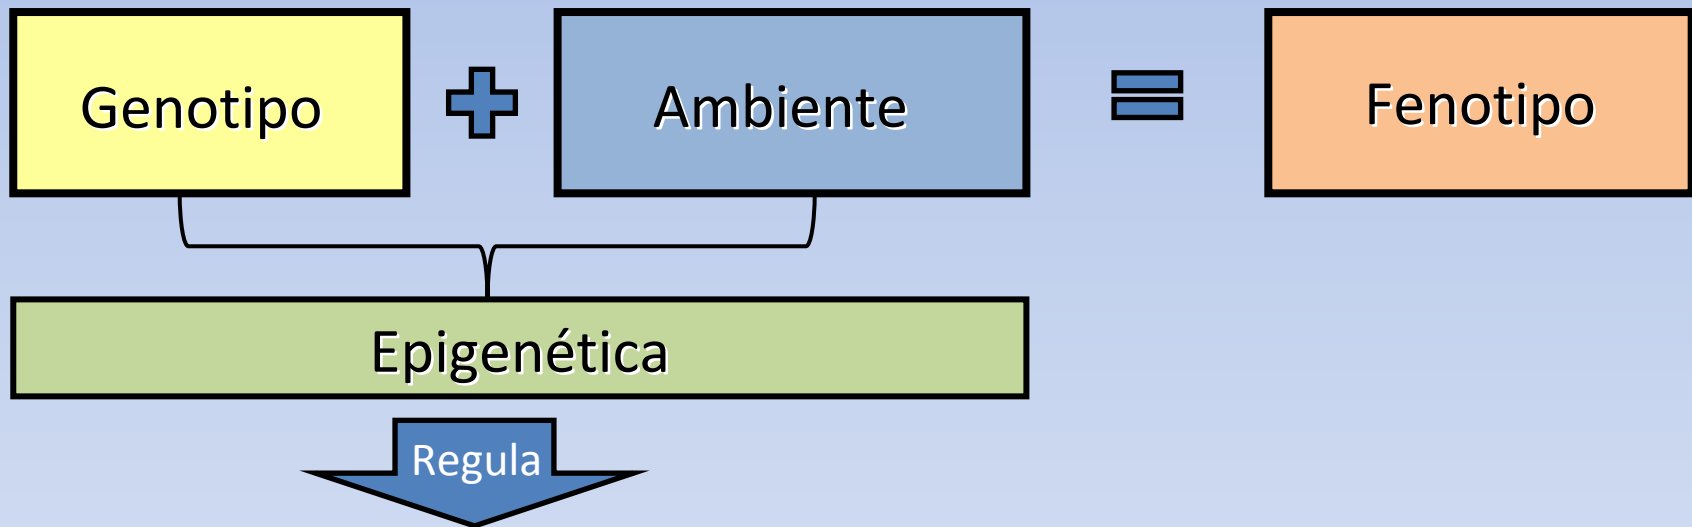 Genotipo
Ambiente
Fenotipo
Epigenética
Regula